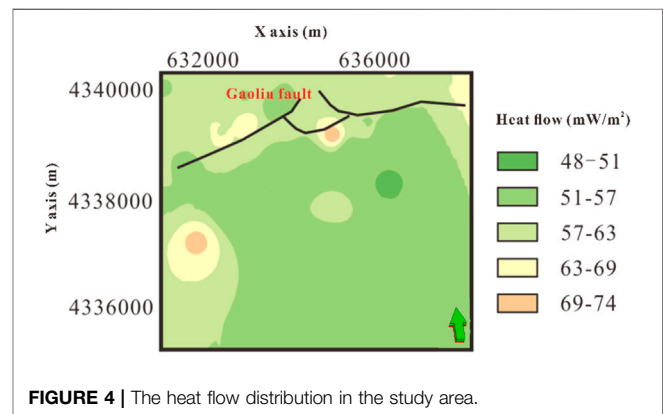 X axis (m)
632000 636000
4340000
Gaoliu fault
4338000
Y axis (m)
4336000
Heat flow (mW/m²)
48-51
51-57
57-63
63-69
69-74
FIGURE 4 | The heat flow distribution in the study area.